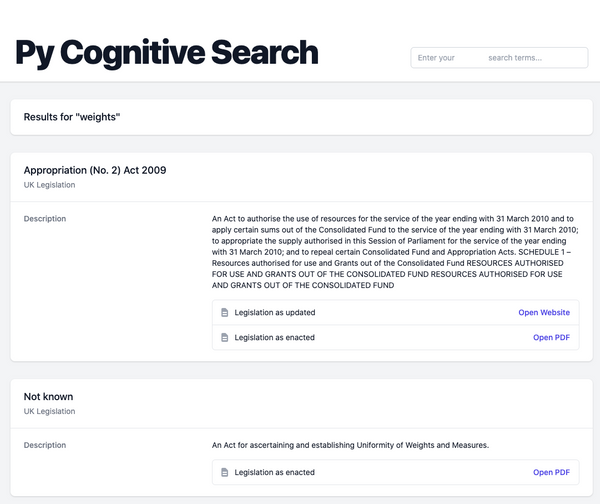 Py Cognitive Search
Enter your search terms...
Results for "weights"
Appropriation (No. 2) Act 2009
UK Legislation
Description
An Act to authorise the use of resources for the service of the year ending with 31 March 2010 and to
apply certain sums out of the Consolidated Fund to the service of the year ending with 31 March 2010;
to appropriate the supply authorised in this Session of Parliament for the service of the year ending
with 31 March 2010; and to repeal certain Consolidated Fund and Appropriation Acts. SCHEDULE 1 –
Resources authorised for use and Grants out of the Consolidated Fund RESOURCES AUTHORISED
FOR USE AND GRANTS OUT OF THE CONSOLIDATED FUND RESOURCES AUTHORISED FOR USE
AND GRANTS OUT OF THE CONSOLIDATED FUND
Legislation as updated Open Website
Legislation as enacted Open PDF
Not known
UK Legislation
Description
An Act for ascertaining and establishing Uniformity of Weights and Measures.
Legislation as enacted Open PDF